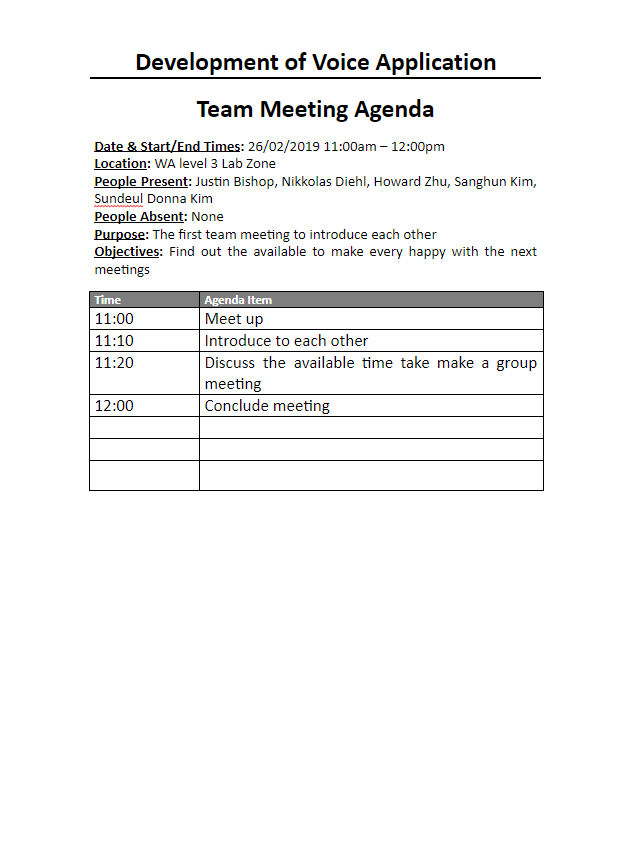 Development of Voice Application
Team Meeting Agenda
Date & Start/End Times: 26/02/2019 11:00am – 12:00pm
Location: WA level 3 Lab Zone
People Present: Justin Bishop, Nikkolas Diehl, Howard Zhu, Sanghun Kim,
Sundeul Donna Kim
People Absent: None
Purpose: The first team meeting to introduce each other
Objectives: Find out the available to make every happy with the next
meetings
Time Agenda Item
11:00 Meet up
11:10 Introduce to each other
11:20 Discuss the available time take make a group
meeting
12:00 Conclude meeting